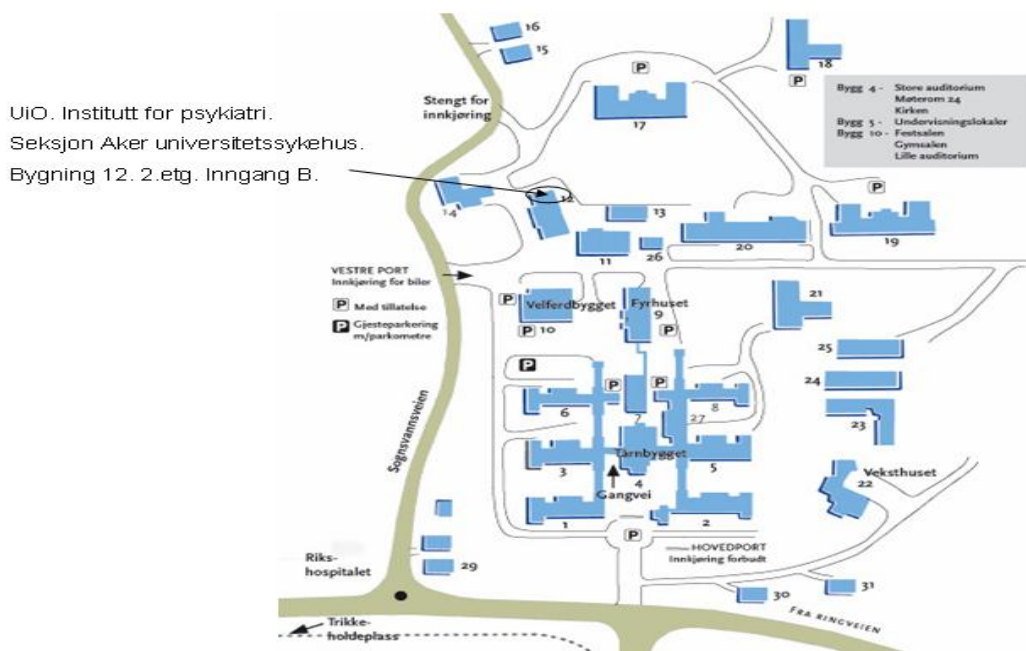 UiO. Institutt for psykiatri.
Seksjon Aker universitetssykehus.
Bygning 12. 2.etg. Inngang B.
16
15
18
P
P
Stengt for
innkjøring
17
Bygg 4 - Store auditorium
Møterom 24
Kirken
Bygg 5 - Undervisningslokaler
Bygg 10 - Festsalen
Gymsalen
Lille auditorium
P
12
14
13
11
26
20
19
VESTRE PORT
Innkjøring for biler
P Med tillatelse
P Gjesteparkering
m/parkometre
P
Velferdbygget
P 10
Fyrhuset
9
P
21
25
24
23
P
P
P
6
7
8
27
Sognsvannsveien
Tårnbygget
3
4
5
Gangvei
Veksthuset
22
1
2
P
HOVEDPORT
Innkjøring forbudt
Riks-
hospitalet
29
30
31
FRA RINGVEIEN
Trikke-
holdeplass